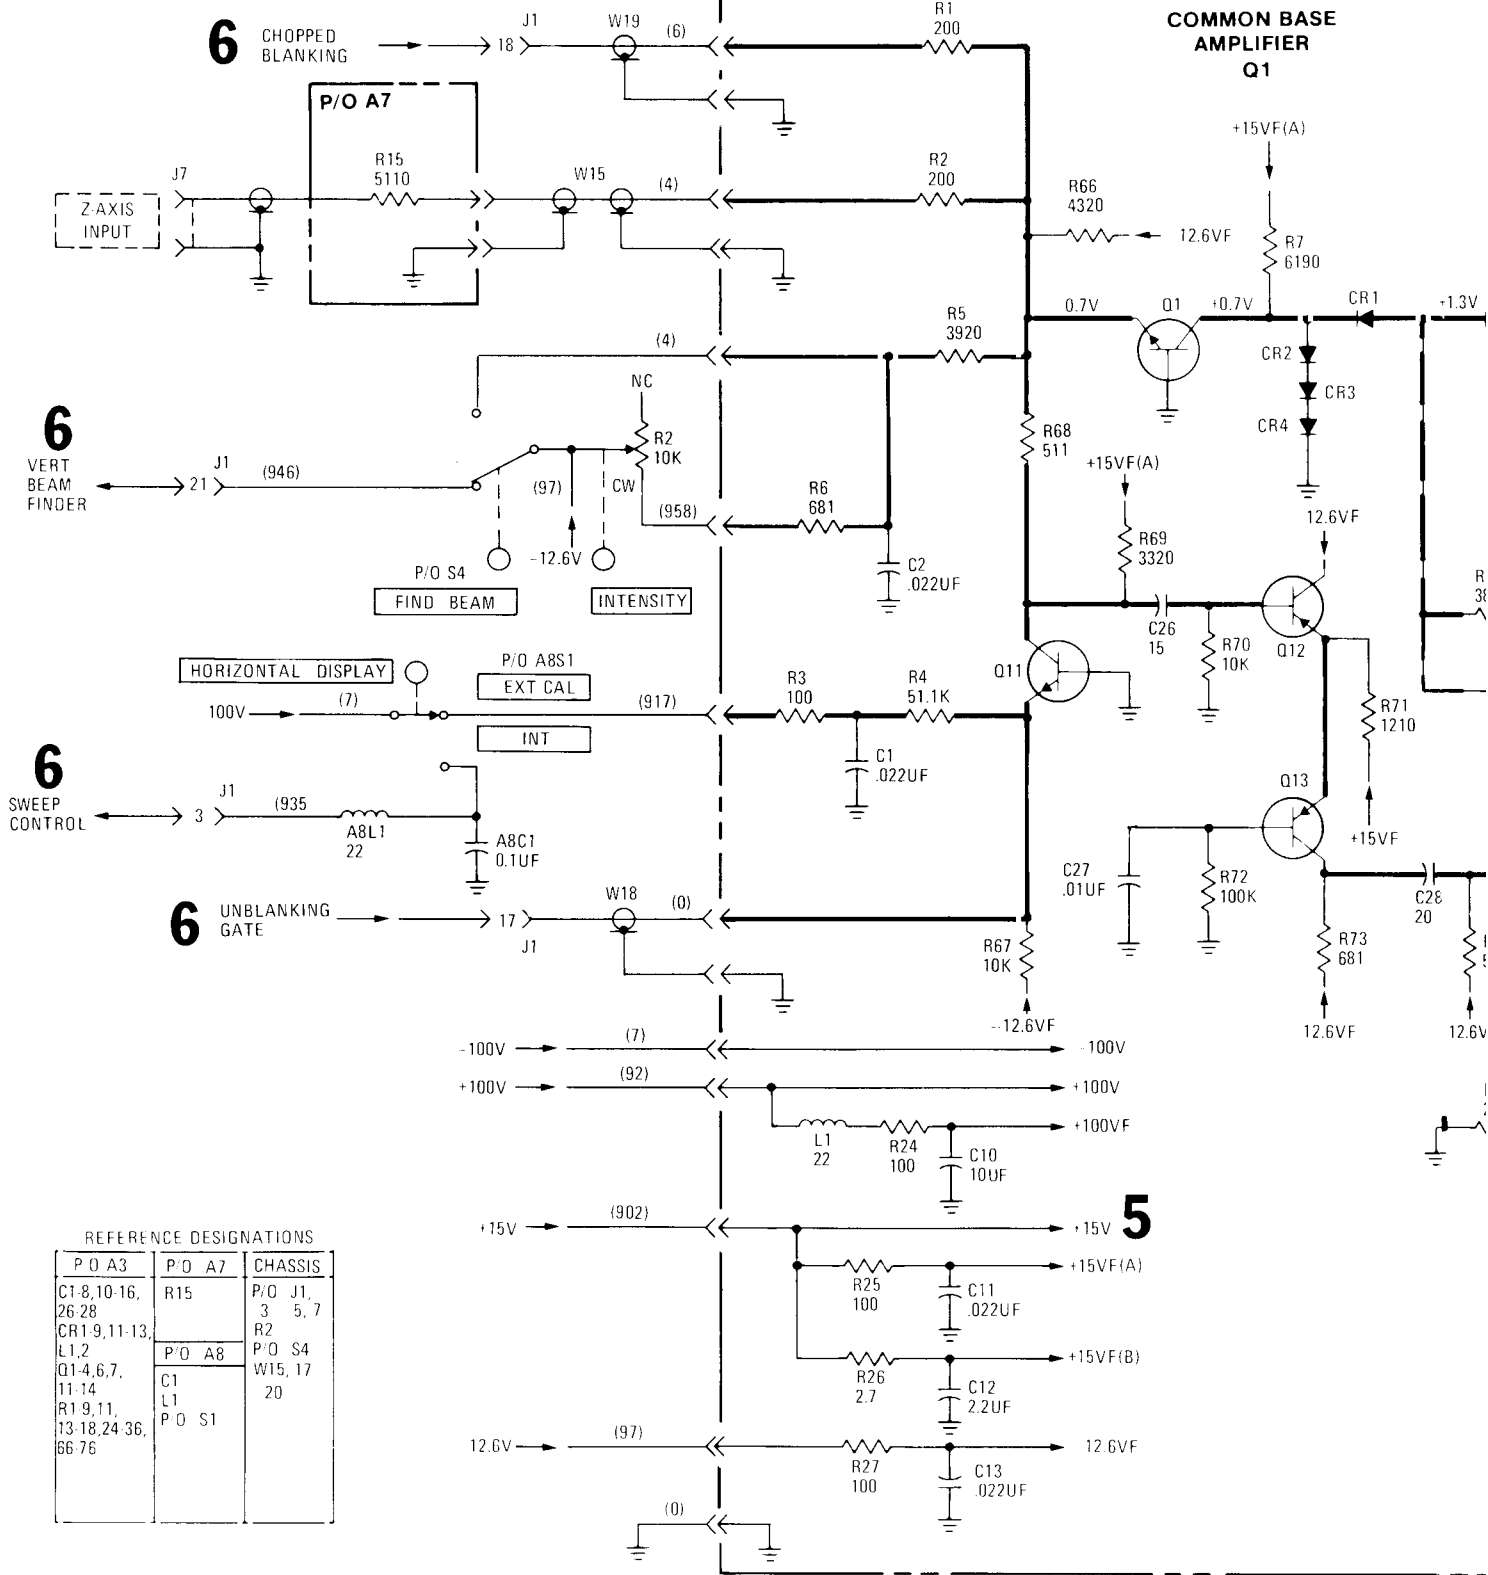 6
CHOPPED
BLANKING
J1
18
W19
(6)
R1
200
COMMON BASE
AMPLIFIER
Q1
P/O A7
J7
Z-AXIS
INPUT
R15
5110
W15
(4)
R2
200
R66
4320
12.6VF
+15VF(A)
R7
6190
0.7V
Q1
+0.7V
CR1
+1.3V
CR2
CR3
CR4
(4)
R5
3920
6
VERT
BEAM
FINDER
J1
21
(946)
NC
R2
10K
(97)
CW
-12.6V
(958)
R6
681
R68
511
+15VF(A)
R69
3320
12.6VF
C2
.022UF
P/O S4
FIND BEAM
INTENSITY
C26
15
R70
10K
Q12
Q11
HORIZONTAL DISPLAY
P/O A8S1
EXT CAL
INT
100V
(7)
(917)
R3
100
R4
51.1K
C1
.022UF
R71
1210
+15VF
6
SWEEP
CONTROL
J1
3
(935
A8L1
22
A8C1
0.1UF
Q13
C27
.01UF
R72
100K
C28
20
6
UNBLANKING
GATE
17
J1
W18
(0)
R67
10K
--12.6VF
R73
681
12.6VF
12.6V
-100V
(7)
-100V
+100V
(92)
+100V
L1
22
R24
100
+100VF
C10
10UF
+15V
(902)
+15V
5
R25
100
+15VF(A)
C11
.022UF
R26
2.7
+15VF(B)
C12
2.2UF
12.6V
(97)
R27
100
12.6VF
C13
.022UF
(0)
REFERENCE DESIGNATIONS
P O A3
P/O A7
CHASSIS
C1-8,10-16,
26-28
CR1-9,11-13,
L1,2
Q1-4,6,7,
11-14
R1-9,11,
13-18,24-36,
66-76
R15
P/O A8
C1
L1
P/O S1
P/O J1,
3 5,7
R2
P/O S4
W15, 17
20